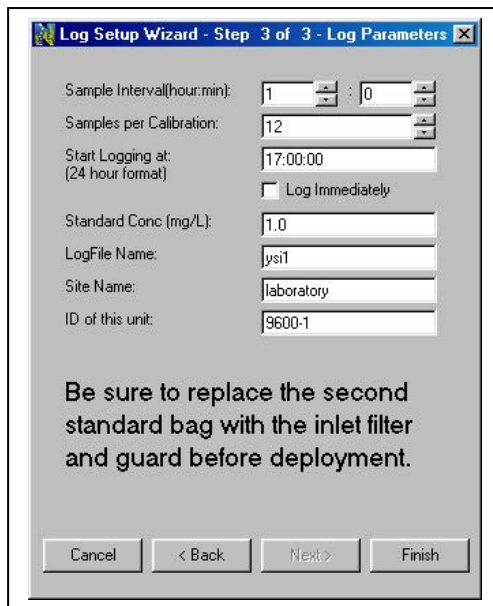 Log Setup Wizard - Step 3 of 3 - Log Parameters
Sample Interval(hour:min): 1 : 0
Samples per Calibration: 12
Start Logging at: 17:00:00
(24 hour format)
Log Immediately
Standard Conc (mg/L): 1.0
LogFile Name: ysi1
Site Name: laboratory
ID of this unit: 9600-1
Be sure to replace the second
standard bag with the inlet filter
and guard before deployment.
Cancel < Back Next > Finish